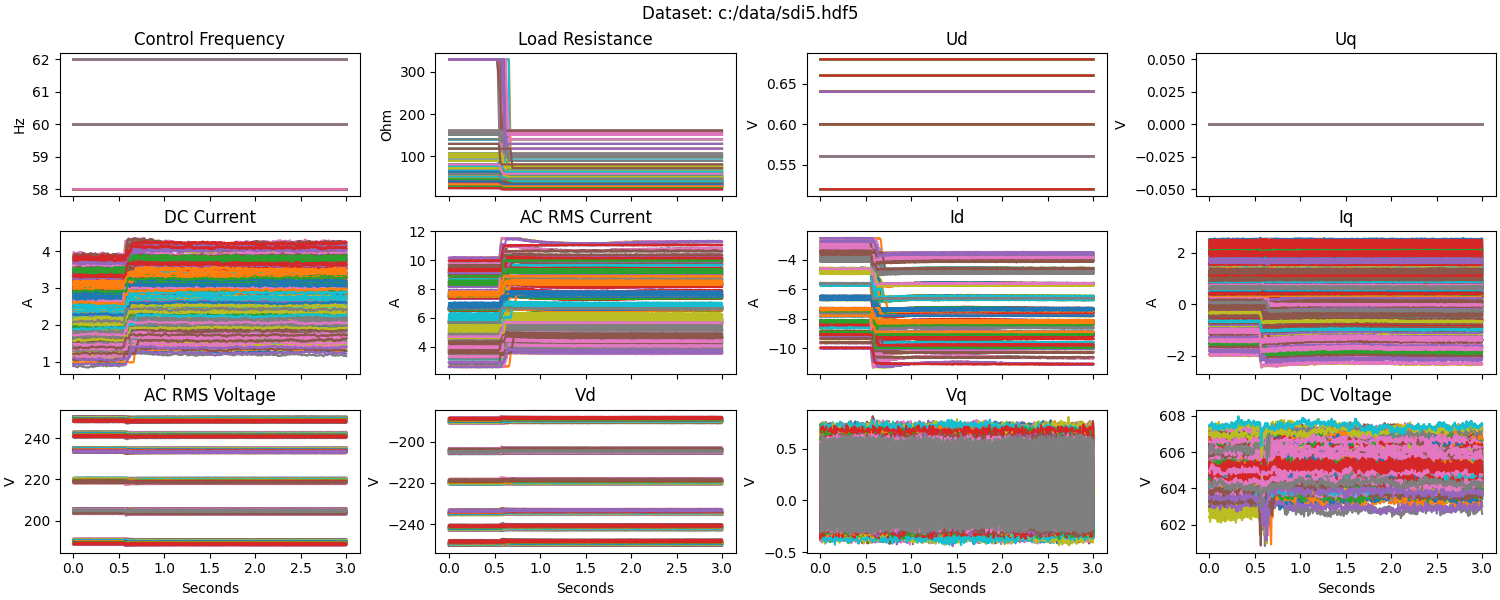 Dataset: c:/data/sdi5.hdf5
Control Frequency
Load Resistance
Ud
Uq
62
61
60
59
58
Hz
300
200
100
Ohm
0.65
0.60
0.55
V
0.050
0.025
0.000
−0.025
−0.050
V
DC Current
AC RMS Current
Id
Iq
4
3
2
1
A
12
10
8
6
4
A
−4
−6
−8
−10
A
2
0
−2
A
AC RMS Voltage
Vd
Vq
DC Voltage
240
220
200
V
−200
−220
−240
V
0.5
0.0
−0.5
V
608
606
604
602
V
0.0 0.5 1.0 1.5 2.0 2.5 3.0
0.0 0.5 1.0 1.5 2.0 2.5 3.0
0.0 0.5 1.0 1.5 2.0 2.5 3.0
0.0 0.5 1.0 1.5 2.0 2.5 3.0
Seconds
Seconds
Seconds
Seconds